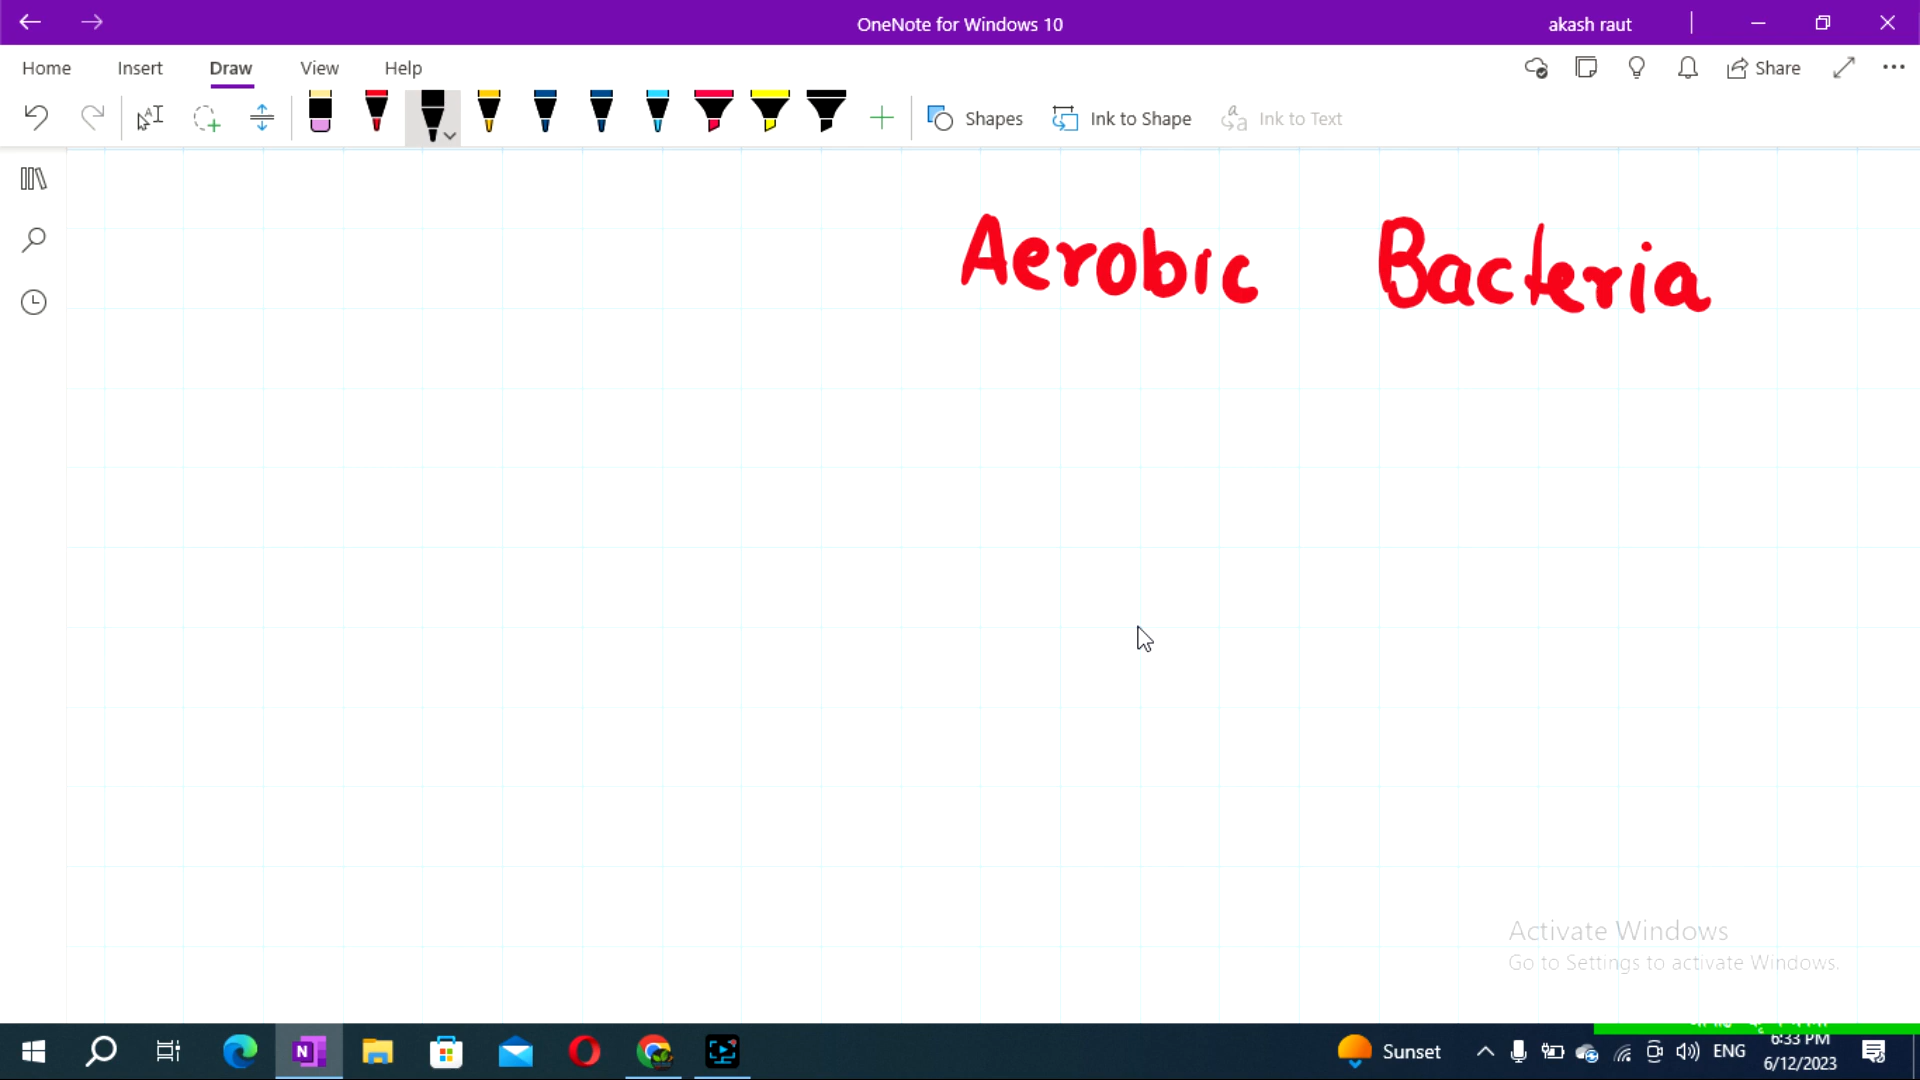 OneNote for Windows 10
akash raut
Home Insert Draw View Help
Share
Shapes Ink to Shape Ink to Text
Aerobic Bacteria
Activate Windows
Go to Settings to activate Windows.
Sunset
ENG
6:33 PM
6/12/2023